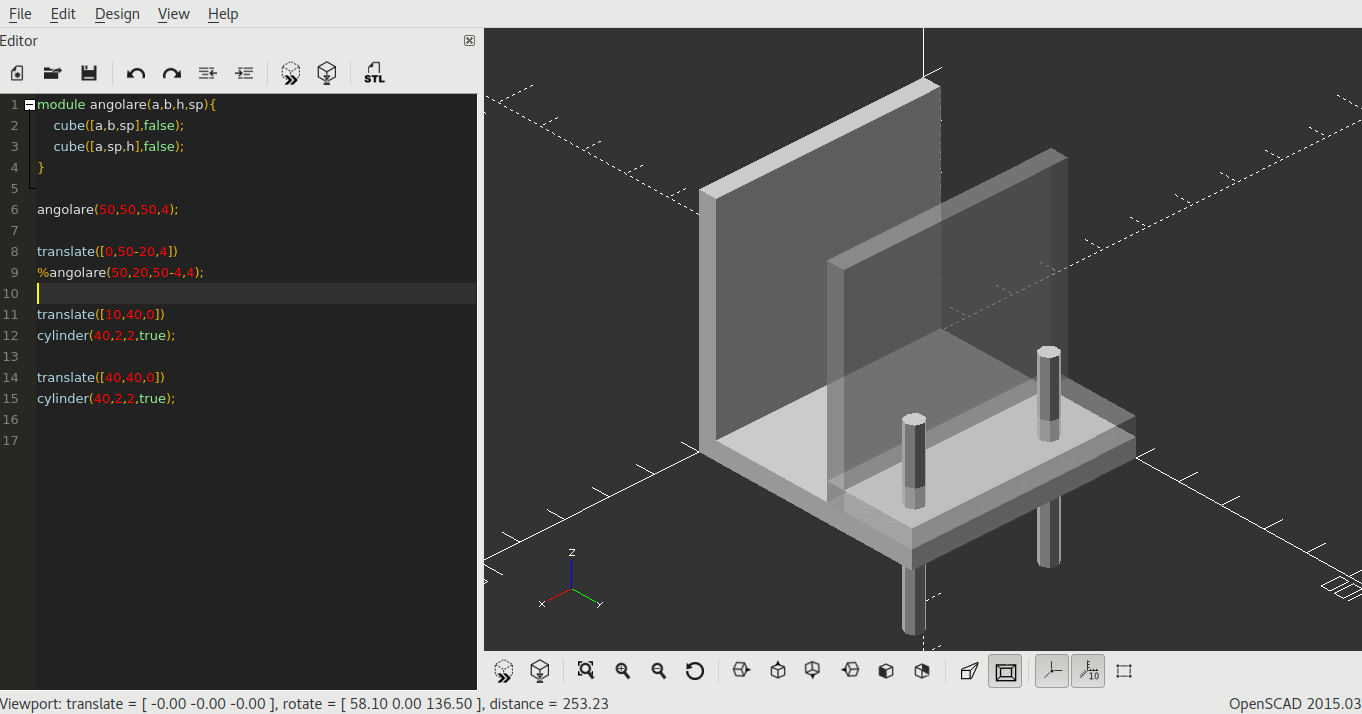 File Edit Design View Help
Editor
STL
1 module angolare(a,b,h,sp){
2 cube([a,b,sp],false);
3 cube([a,sp,h],false);
4 }
5
6 angolare(50,50,50,4);
7
8 translate([0,50-20,4])
9 %angolare(50,20,50-4,4);
10
11 translate([10,40,0])
12 cylinder(40,2,2,true);
13
14 translate([40,40,0])
15 cylinder(40,2,2,true);
16
17
z
x
y
10
Viewport: translate = [ -0.00 -0.00 -0.00 ], rotate = [ 58.10 0.00 136.50 ], distance = 253.23
OpenSCAD 2015.03